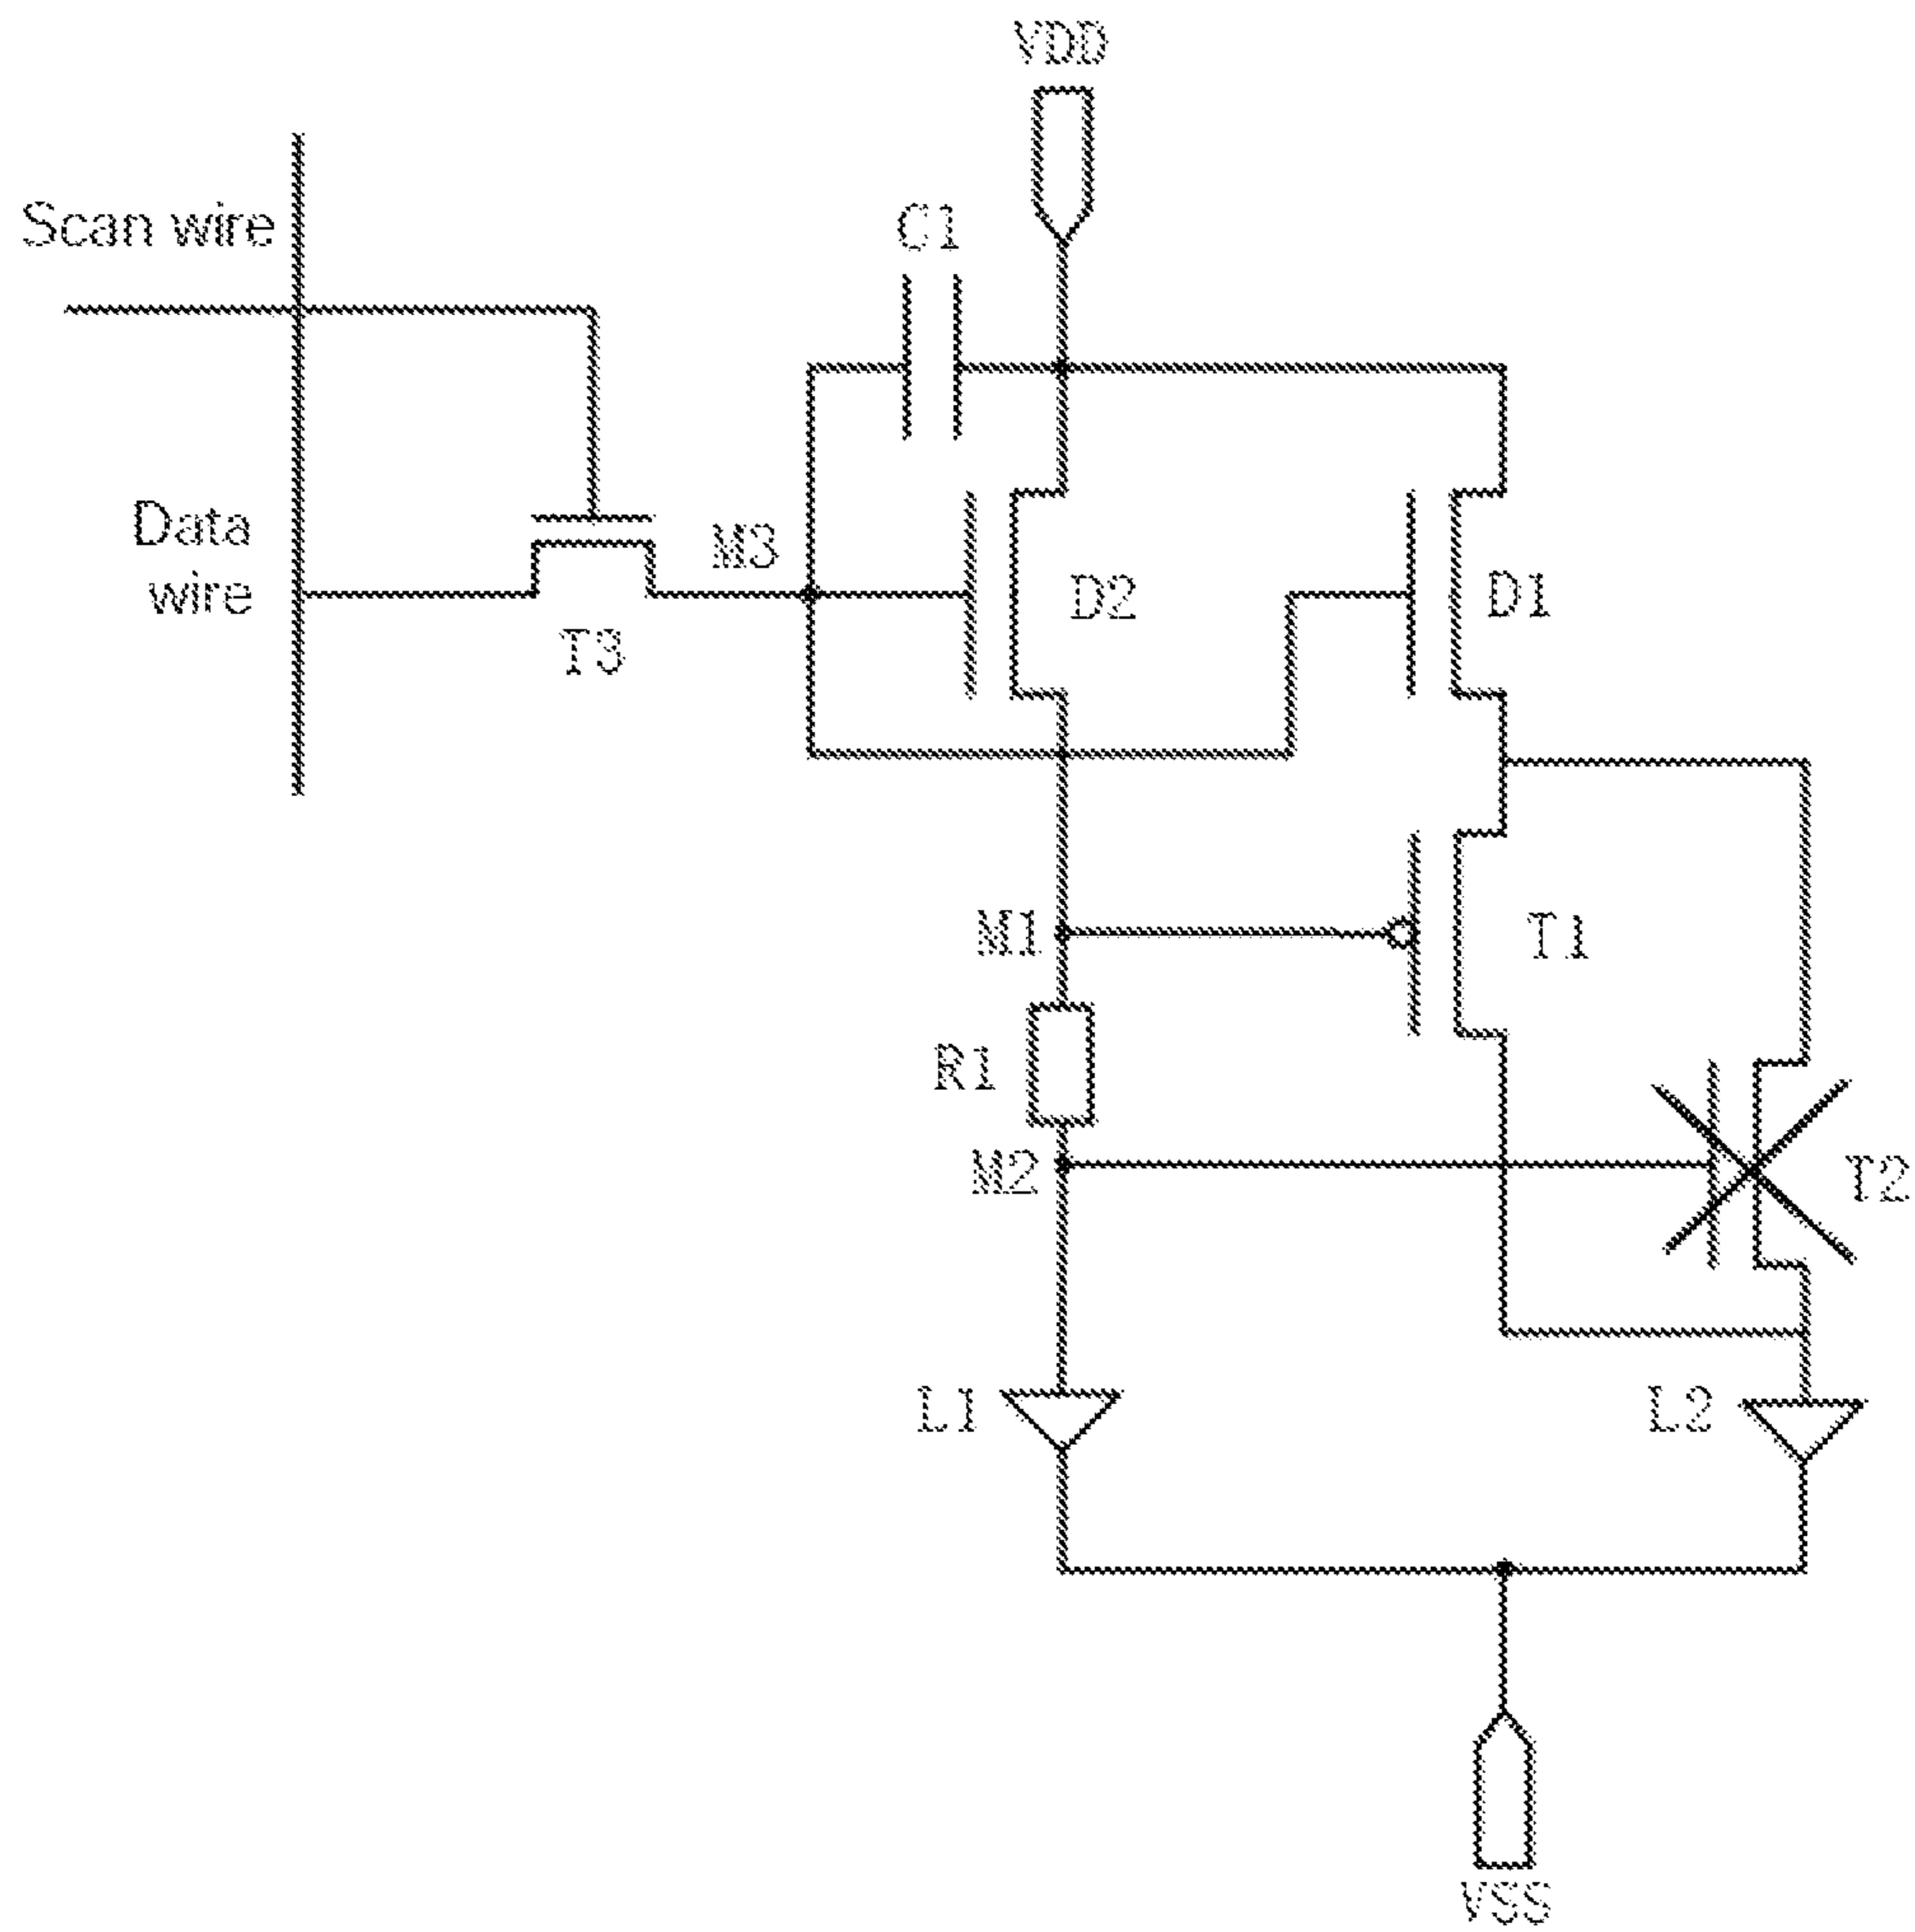 VDD
Scan wire
C1
Data
wire
M3
D2
D1
T3
M1
T1
R1
M2
T2
L1
L2
VSS